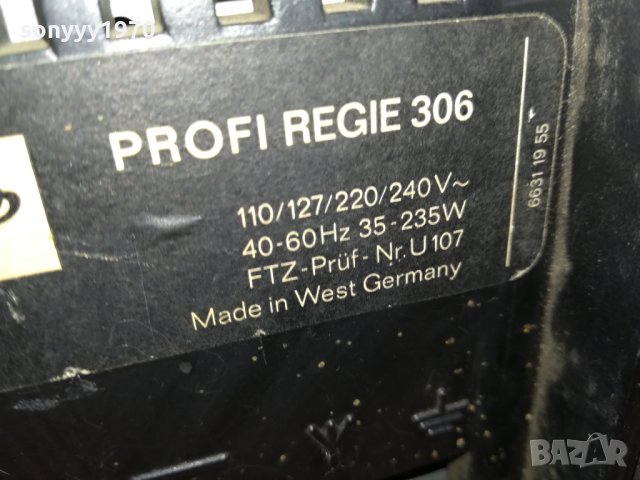 sonyyy1970
PROFI REGIE 306
110/127/220/240V~
40-60Hz 35-235W
FTZ-Prüf-Nr. U107
Made in West Germany
6631 19 55
BAZAR